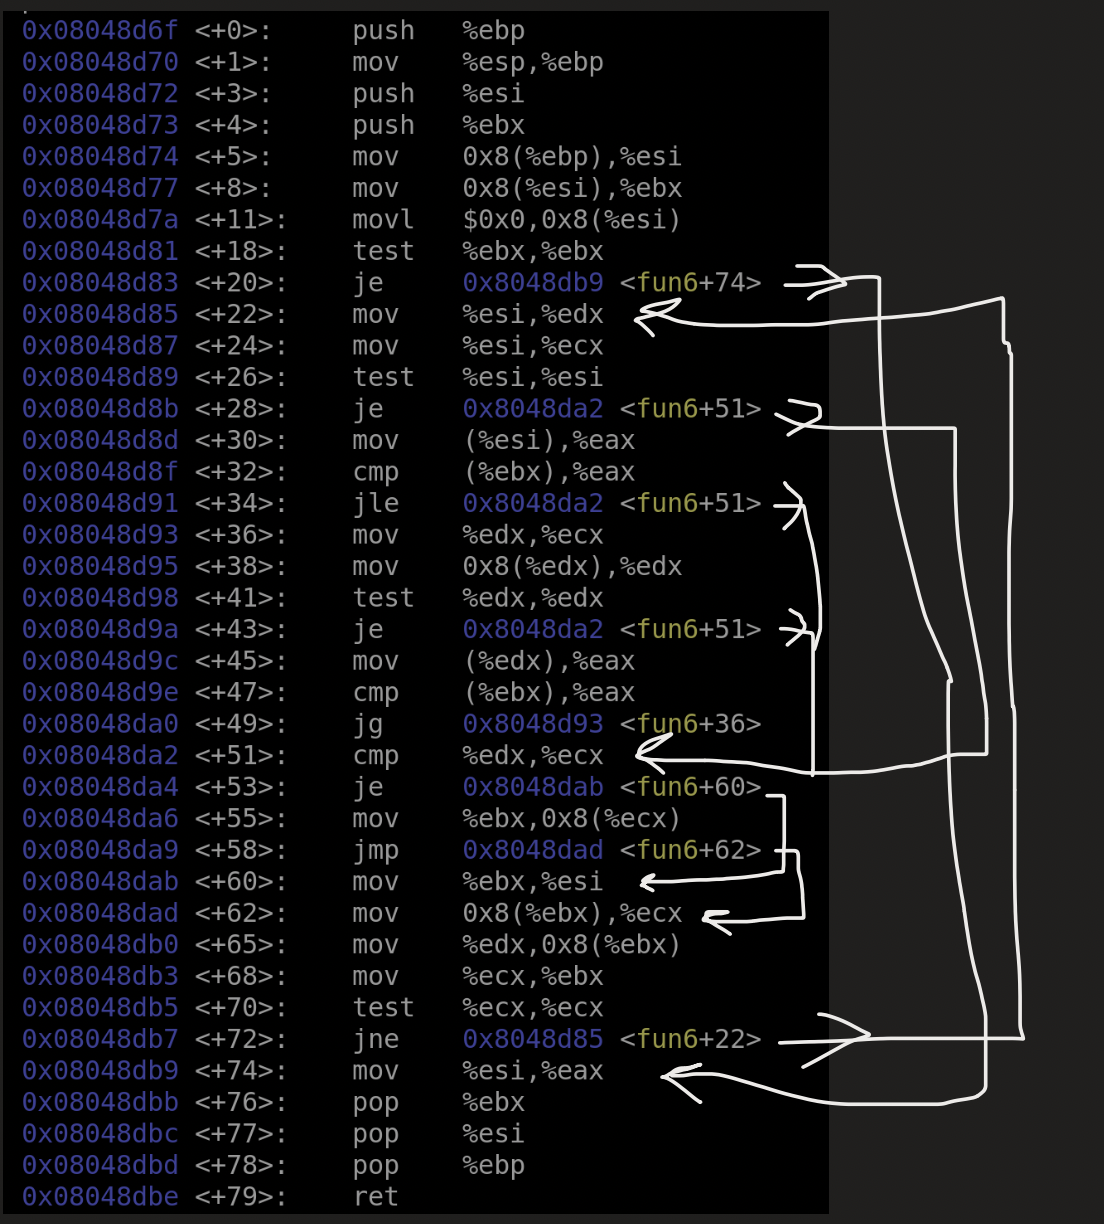 0x08048d6f <+0>: push %ebp
0x08048d70 <+1>: mov %esp,%ebp
0x08048d72 <+3>: push %esi
0x08048d73 <+4>: push %ebx
0x08048d74 <+5>: mov 0x8(%ebp),%esi
0x08048d77 <+8>: mov 0x8(%esi),%ebx
0x08048d7a <+11>: movl $0x0,0x8(%esi)
0x08048d81 <+18>: test %ebx,%ebx
0x08048d83 <+20>: je 0x8048db9 <fun6+74>
0x08048d85 <+22>: mov %esi,%edx
0x08048d87 <+24>: mov %esi,%ecx
0x08048d89 <+26>: test %esi,%esi
0x08048d8b <+28>: je 0x8048da2 <fun6+51>
0x08048d8d <+30>: mov (%esi),%eax
0x08048d8f <+32>: cmp (%ebx),%eax
0x08048d91 <+34>: jle 0x8048da2 <fun6+51>
0x08048d93 <+36>: mov %edx,%ecx
0x08048d95 <+38>: mov 0x8(%edx),%edx
0x08048d98 <+41>: test %edx,%edx
0x08048d9a <+43>: je 0x8048da2 <fun6+51>
0x08048d9c <+45>: mov (%edx),%eax
0x08048d9e <+47>: cmp (%ebx),%eax
0x08048da0 <+49>: jg 0x8048d93 <fun6+36>
0x08048da2 <+51>: cmp %edx,%ecx
0x08048da4 <+53>: je 0x8048dab <fun6+60>
0x08048da6 <+55>: mov %ebx,0x8(%ecx)
0x08048da9 <+58>: jmp 0x8048dad <fun6+62>
0x08048dab <+60>: mov %ebx,%esi
0x08048dad <+62>: mov 0x8(%ebx),%ecx
0x08048db0 <+65>: mov %edx,0x8(%ebx)
0x08048db3 <+68>: mov %ecx,%ebx
0x08048db5 <+70>: test %ecx,%ecx
0x08048db7 <+72>: jne 0x8048d85 <fun6+22>
0x08048db9 <+74>: mov %esi,%eax
0x08048dbb <+76>: pop %ebx
0x08048dbc <+77>: pop %esi
0x08048dbd <+78>: pop %ebp
0x08048dbe <+79>: ret